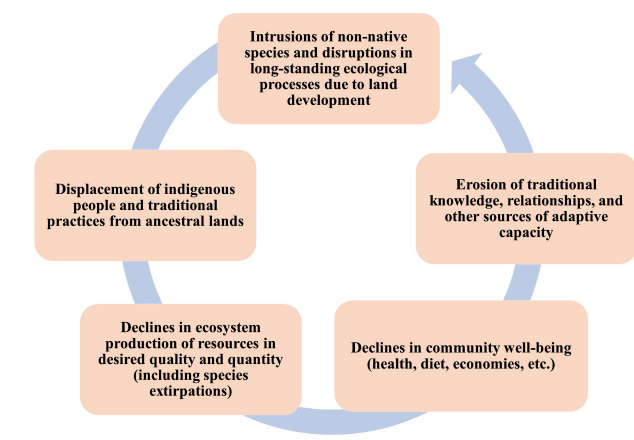 Intrusions of non-native
species and disruptions in
long-standing ecological
processes due to land
development
Displacement of indigenous
people and traditional
practices from ancestral lands
Declines in ecosystem
production of resources in
desired quality and quantity
(including species
extirpations)
Declines in community well-being
(health, diet, economies, etc.)
Erosion of traditional
knowledge, relationships, and
other sources of adaptive
capacity